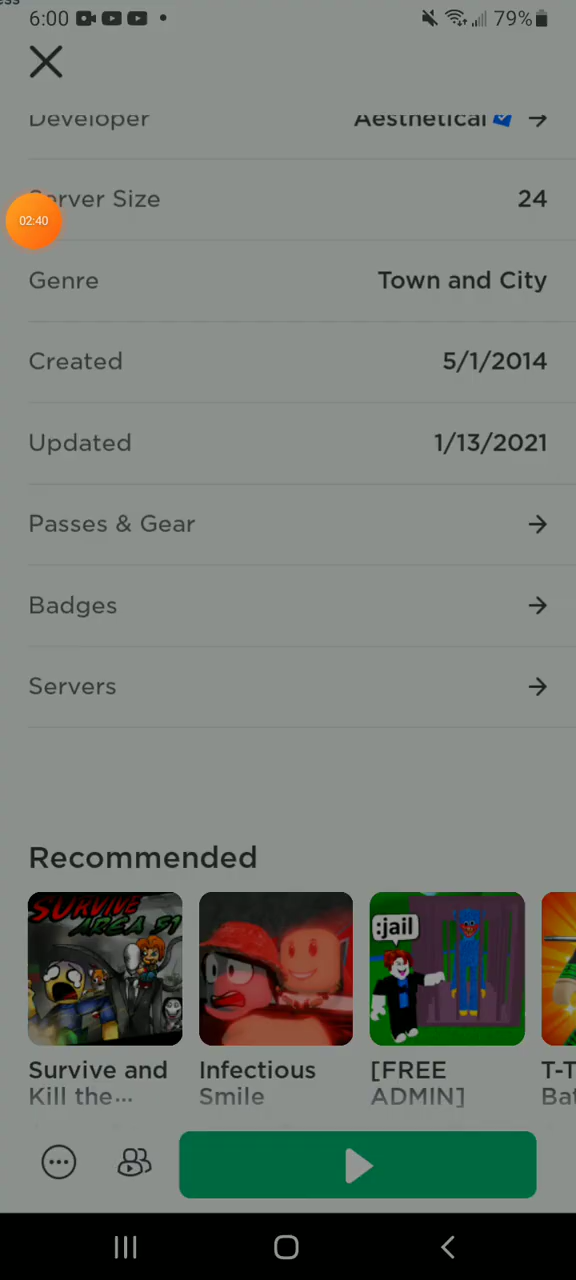 ess
6:00 79%
Developer Aesthetical
Server Size 24
02:40
Genre Town and City
Created 5/1/2014
Updated 1/13/2021
Passes & Gear
Badges
Servers
Recommended
SURVIVE
AREA 51
:jail
Survive and
Kill the...
Infectious
Smile
[FREE
ADMIN]
T-T
Bat